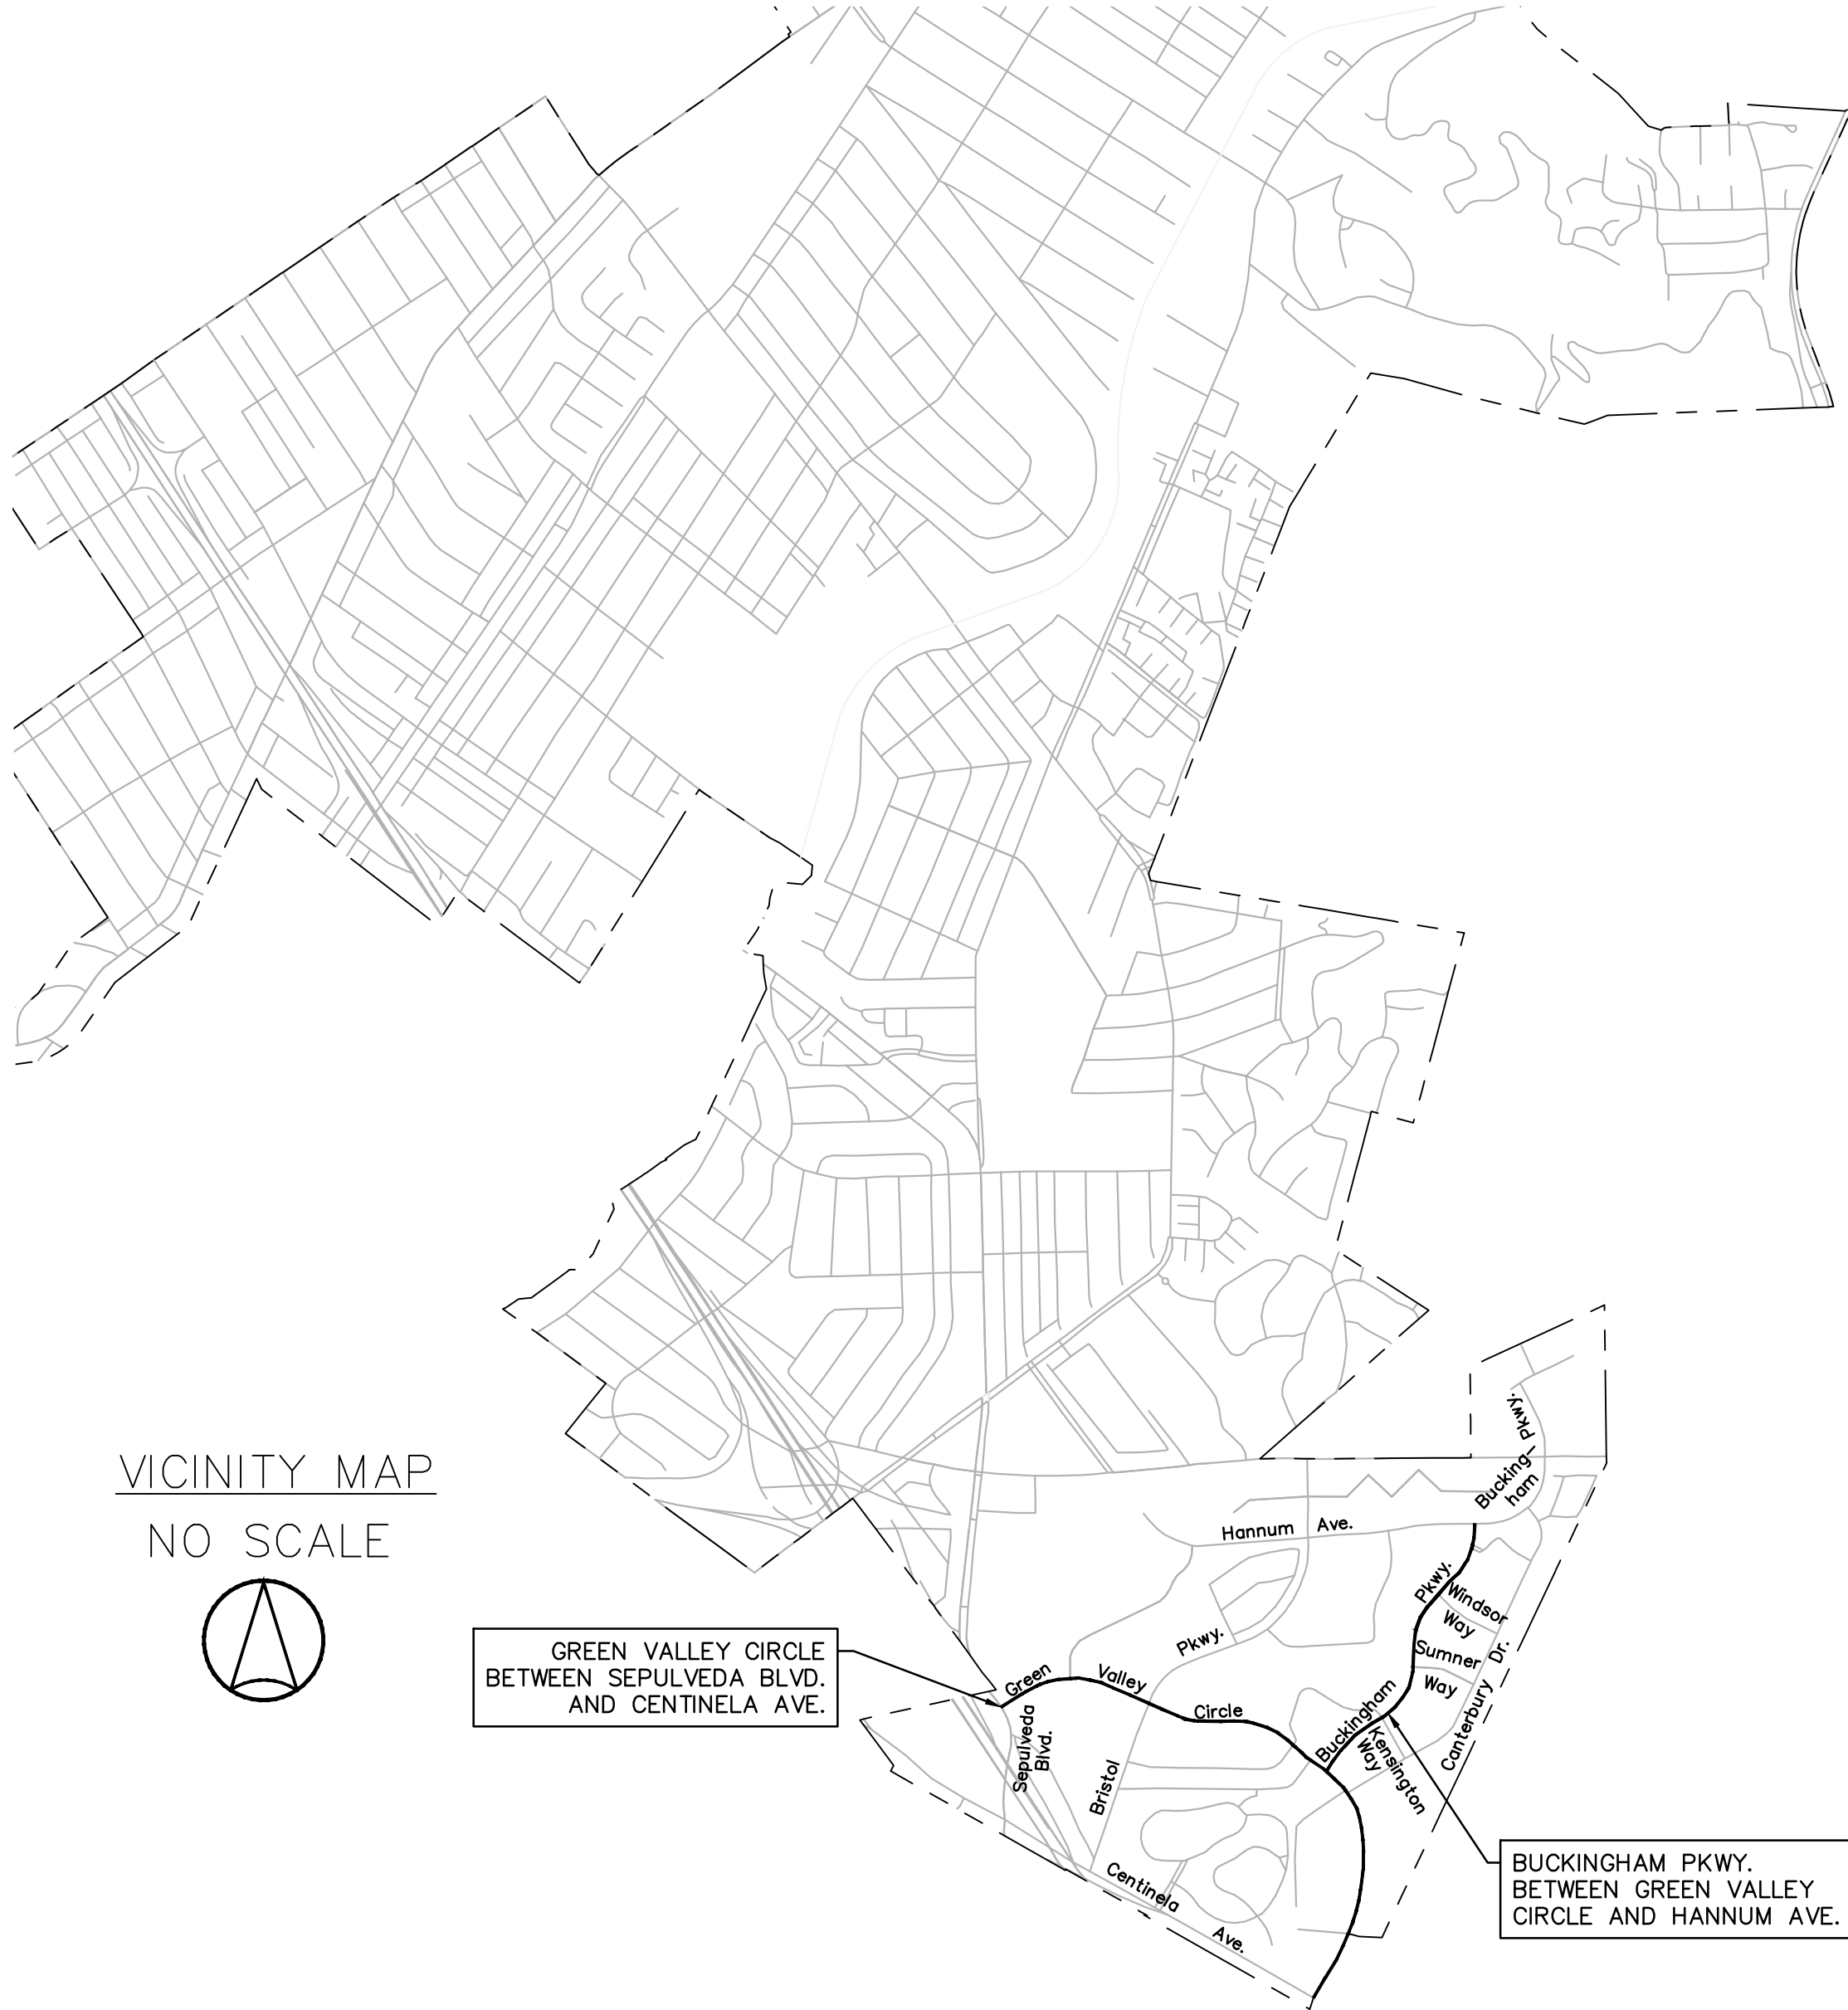 Pkwy.
Bucking-
ham
VICINITY MAP
NO SCALE
Hannum Ave.
Pkwy.
Windsor
Way
Sumner
Way
Dr.
Canterbury
Pkwy.
GREEN VALLEY CIRCLE
BETWEEN SEPULVEDA BLVD.
AND CENTINELA AVE.
Green Valley Circle
Buckingham
Kensington
Way
Sepulveda
Blvd.
Bristol
Centinela Ave.
BUCKINGHAM PKWY.
BETWEEN GREEN VALLEY
CIRCLE AND HANNUM AVE.